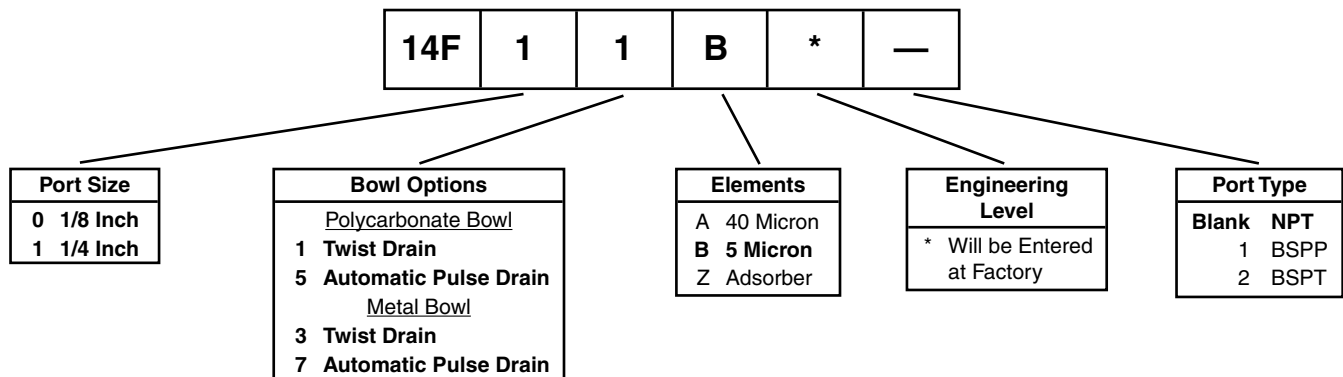 14F 1 1 B * —
Port Size
0 1/8 Inch
1 1/4 Inch
Bowl Options
Polycarbonate Bowl
1 Twist Drain
5 Automatic Pulse Drain
Metal Bowl
3 Twist Drain
7 Automatic Pulse Drain
Elements
A 40 Micron
B 5 Micron
Z Adsorber
Engineering
Level
* Will be Entered
at Factory
Port Type
Blank NPT
1 BSPP
2 BSPT